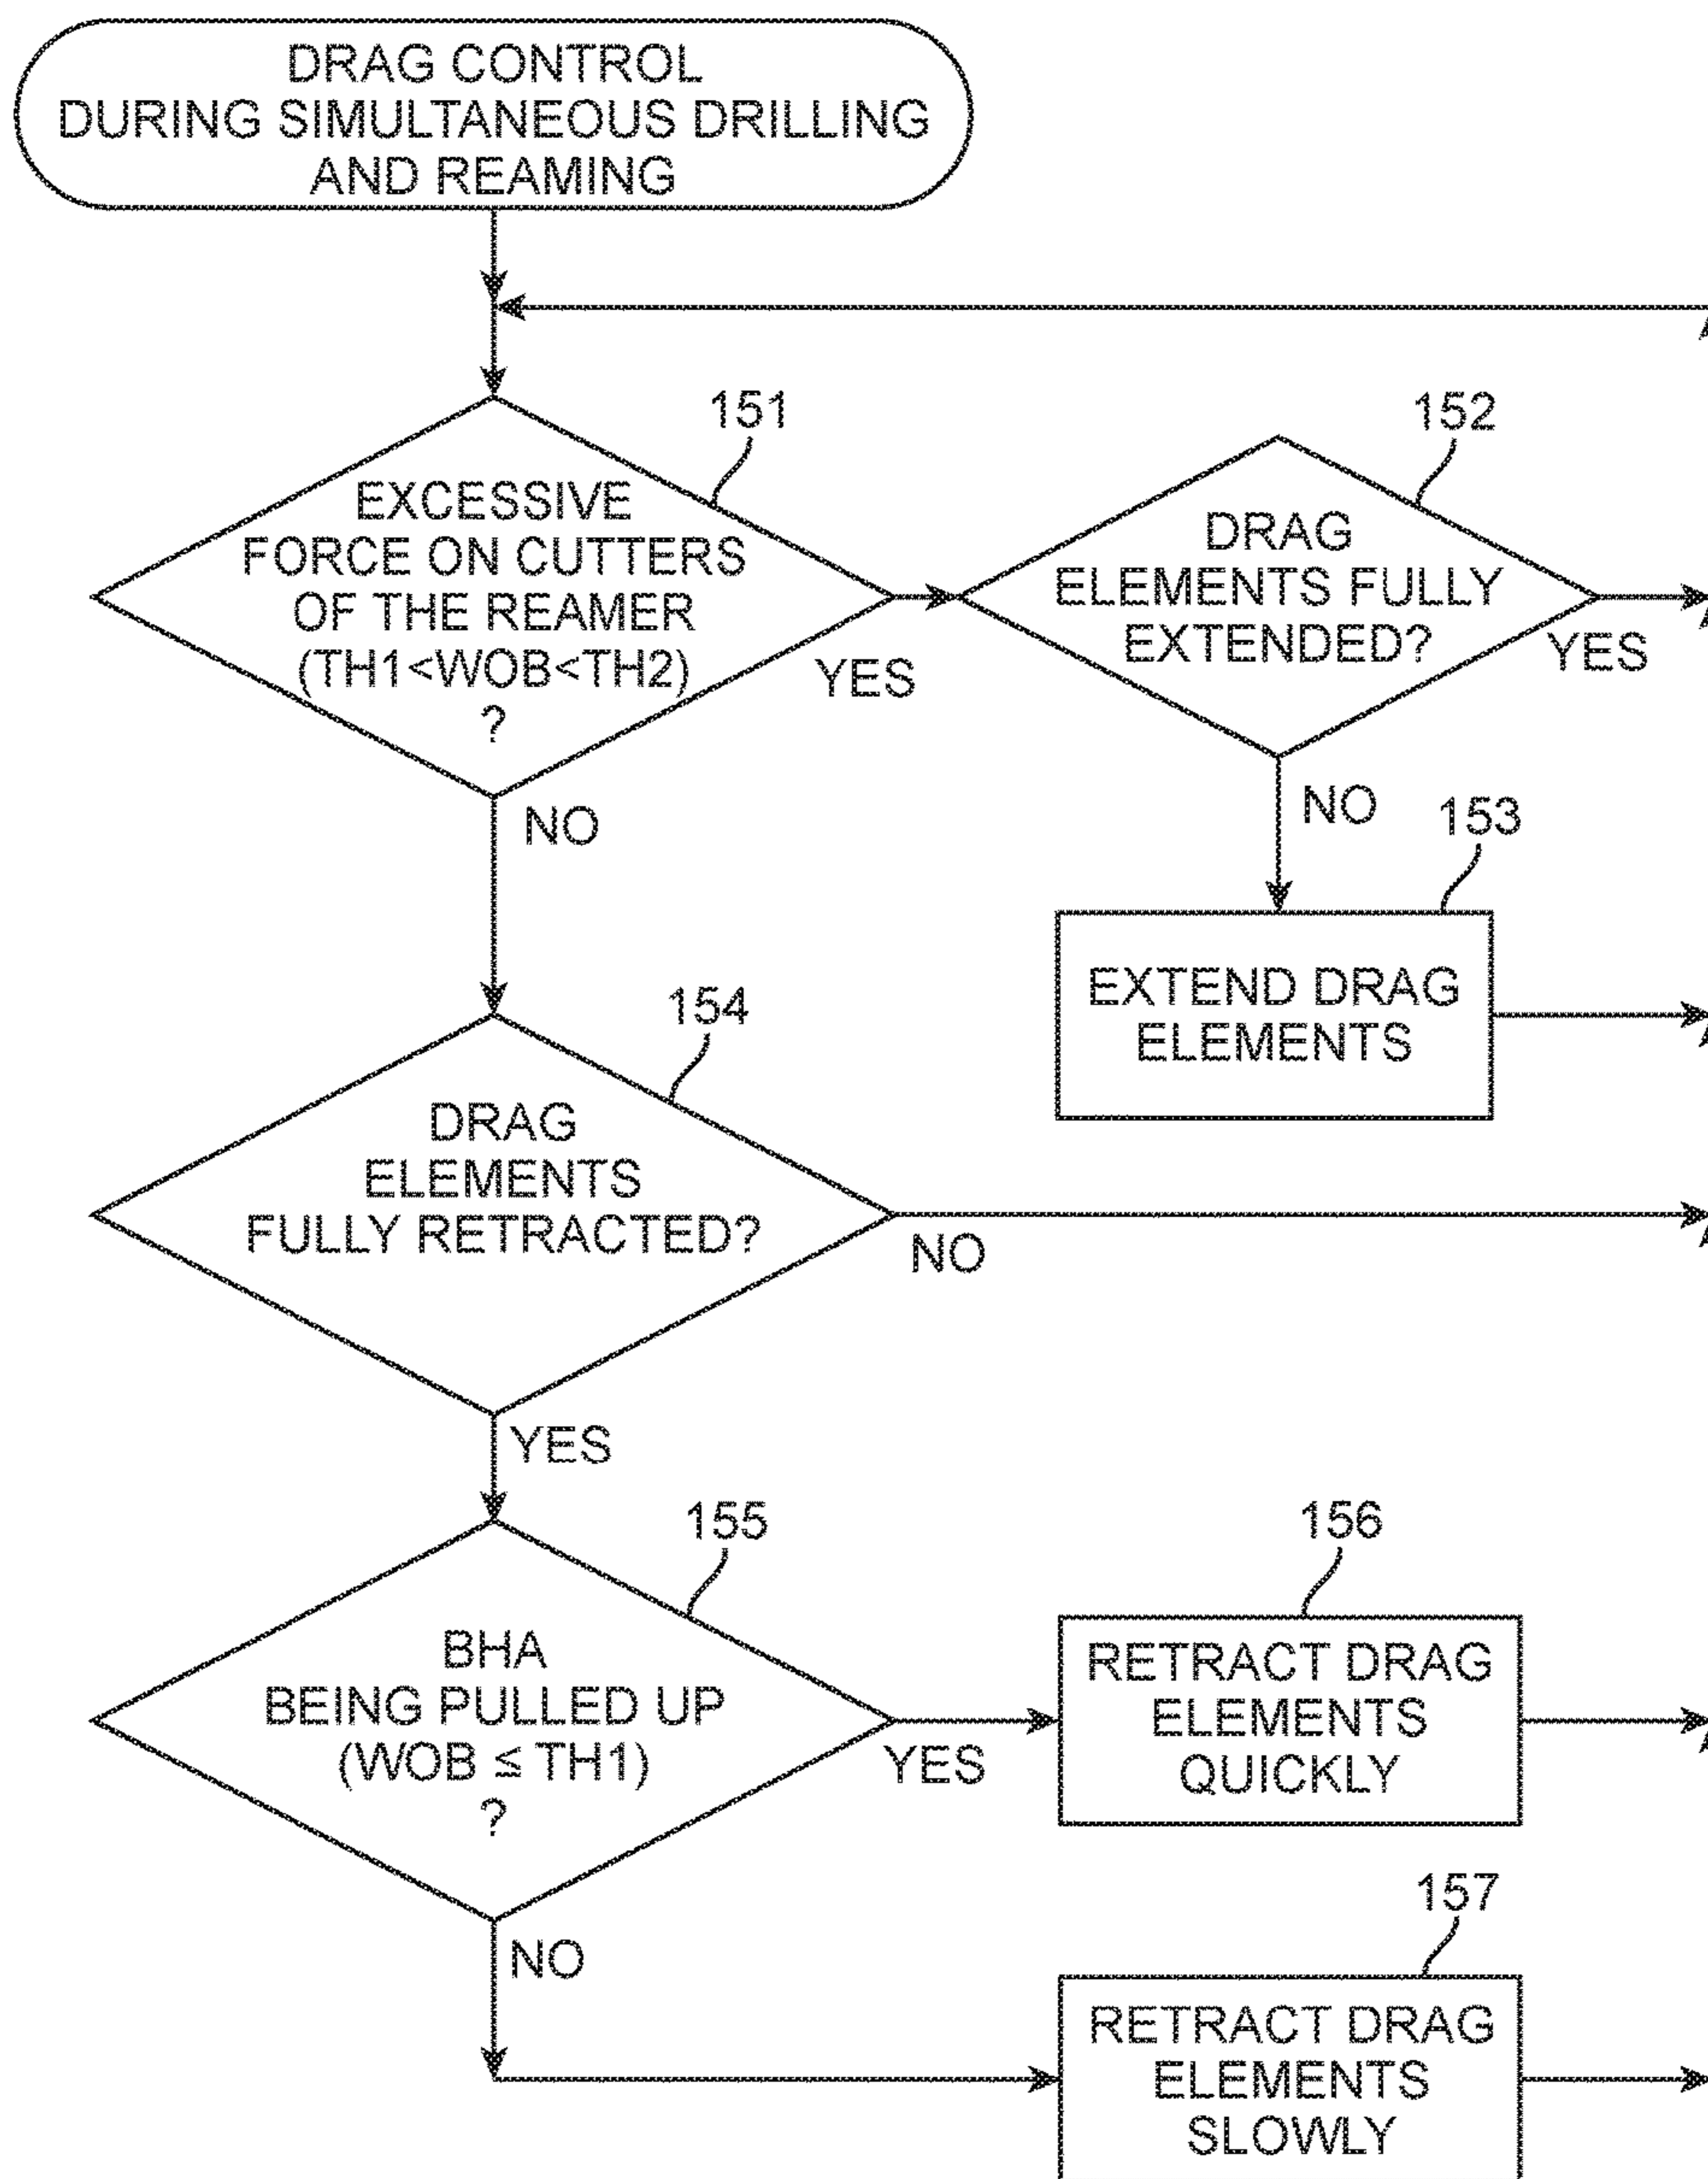 DRAG CONTROL
DURING SIMULTANEOUS DRILLING
AND REAMING
151
EXCESSIVE
FORCE ON CUTTERS
OF THE REAMER
(TH1<WOB<TH2)
?
YES
NO
152
DRAG
ELEMENTS FULLY
EXTENDED?
YES
NO
153
EXTEND DRAG
ELEMENTS
154
DRAG
ELEMENTS
FULLY RETRACTED?
NO
YES
155
BHA
BEING PULLED UP
(WOB ≤ TH1)
?
YES
NO
156
RETRACT DRAG
ELEMENTS
QUICKLY
157
RETRACT DRAG
ELEMENTS
SLOWLY